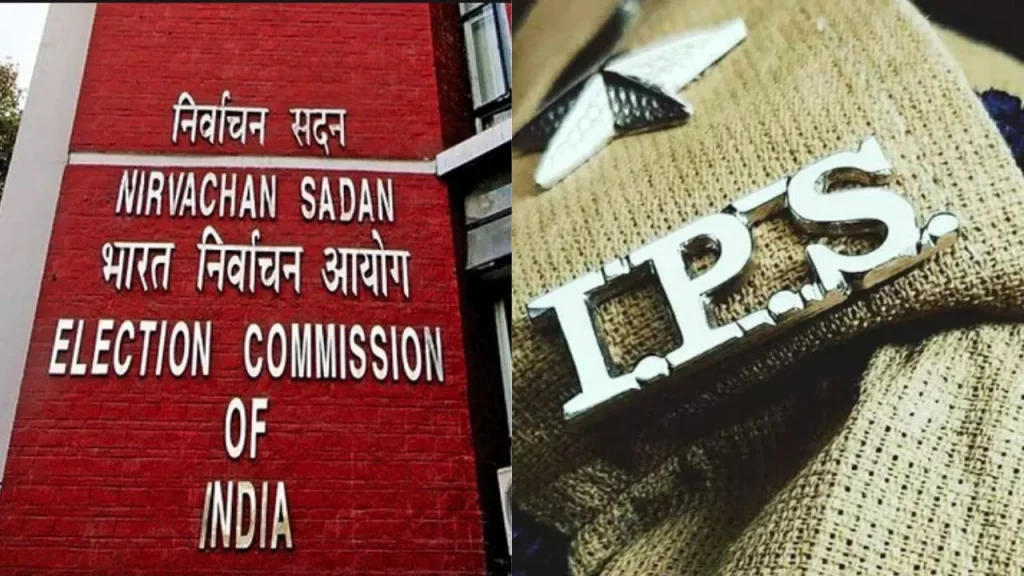 निर्वाचन सदन
NIRVACHAN SADAN
भारत निर्वाचन आयोग
ELECTION COMMISSION
OF
INDIA
I.P.S.